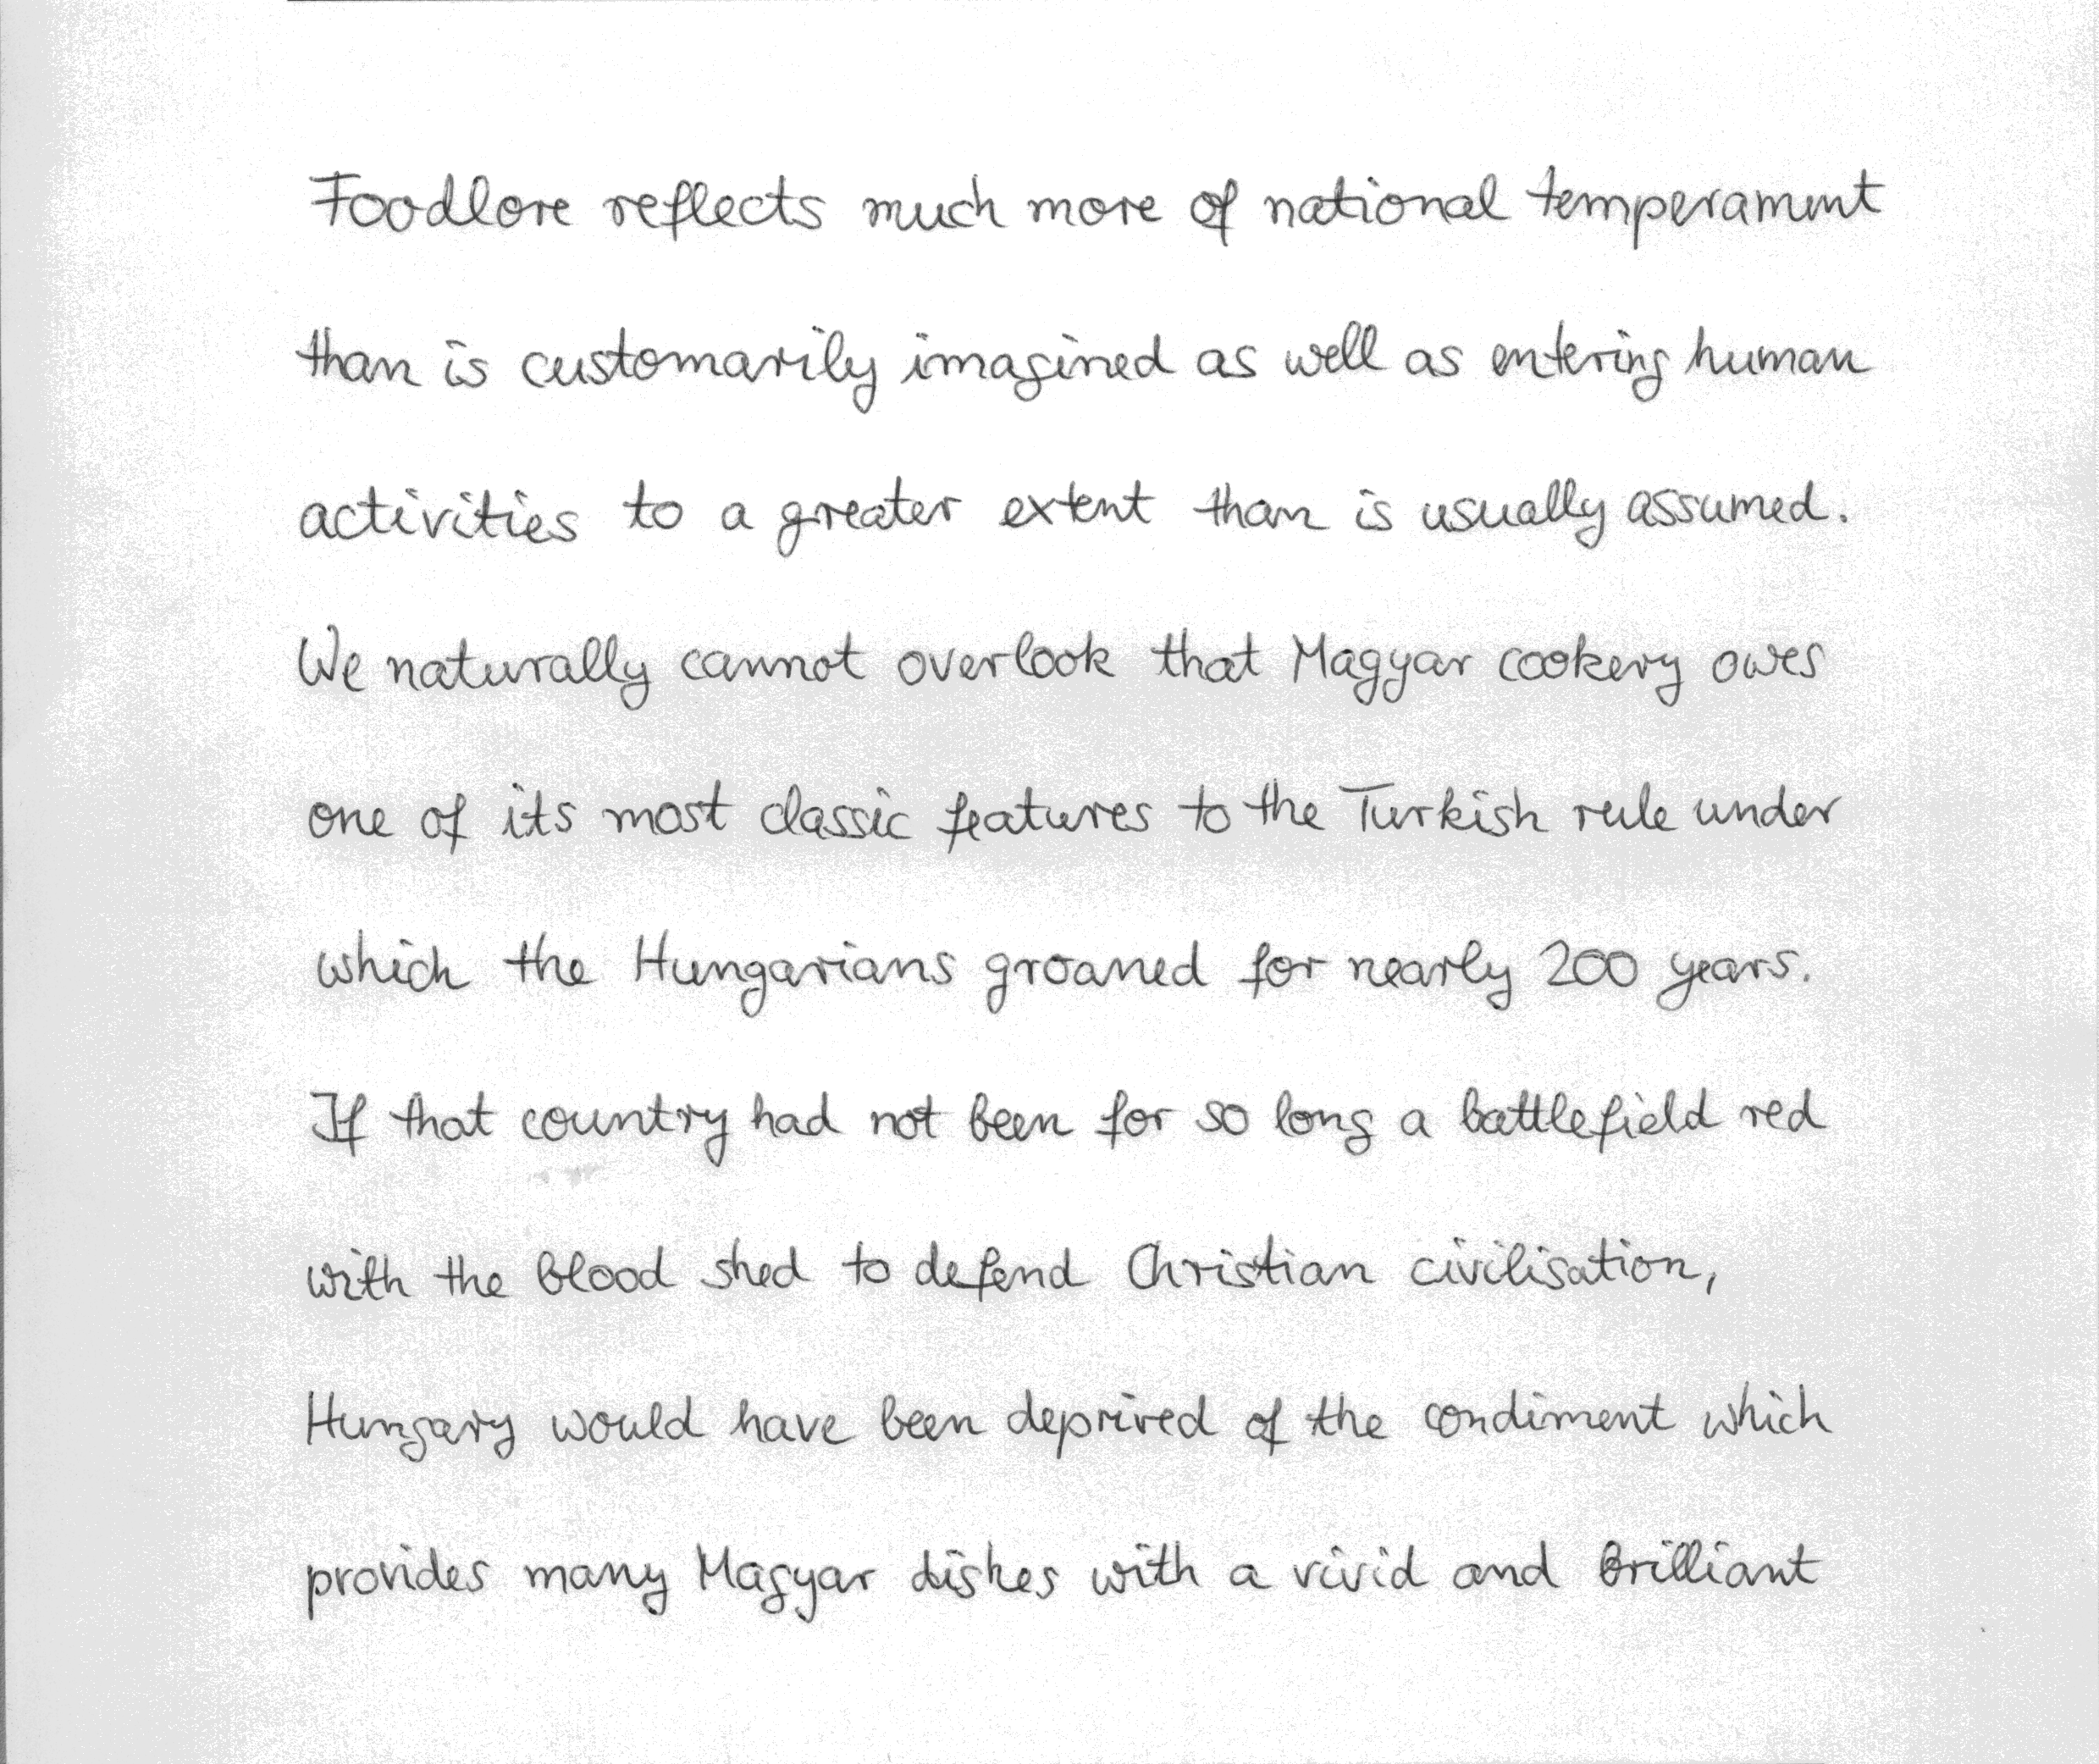 Foodlore reflects much more of national temperament
than is customarily imagined as well as entering human
activities to a greater extent than is usually assumed.
We naturally cannot overlook that Magyar cookery owes
one of its most classic features to the Turkish rule under
which the Hungarians groaned for nearly 200 years.
If that country had not been for so long a battlefield red
with the blood shed to defend Christian civilisation,
Hungary would have been deprived of the condiment which
provides many Magyar dishes with a vivid and brilliant